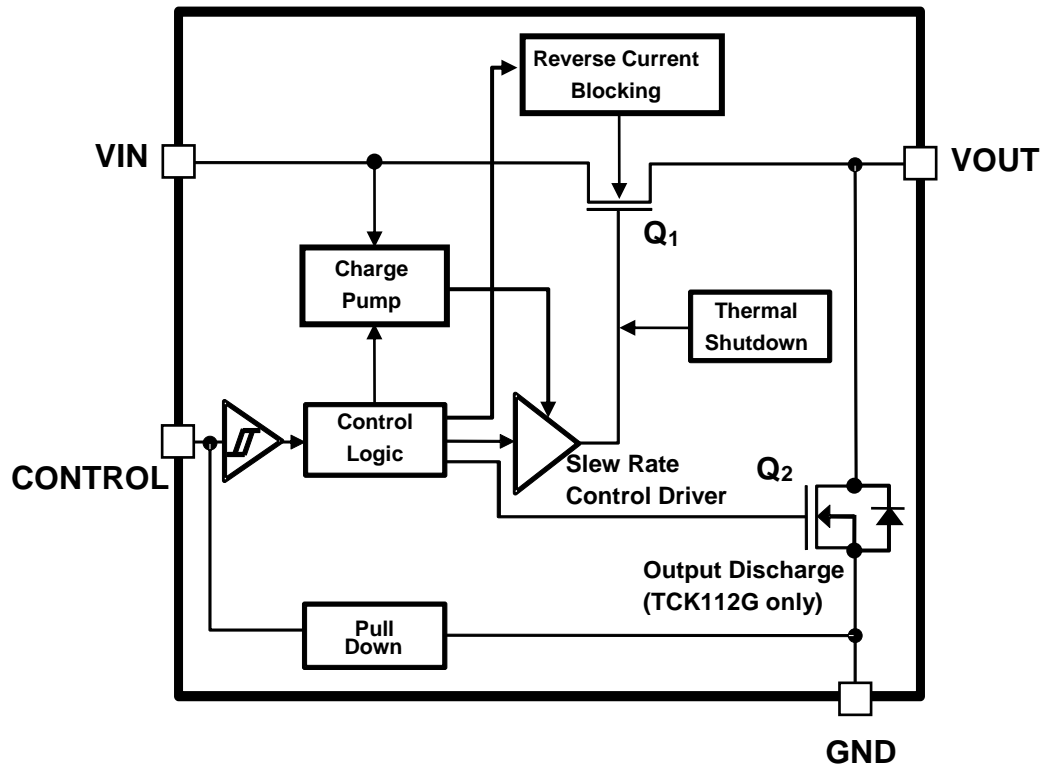 Reverse Current
Blocking
VIN
VOUT
Q1
Charge
Pump
Thermal
Shutdown
Control
Logic
CONTROL
Slew Rate
Control Driver
Q2
Output Discharge
(TCK112G only)
Pull
Down
GND